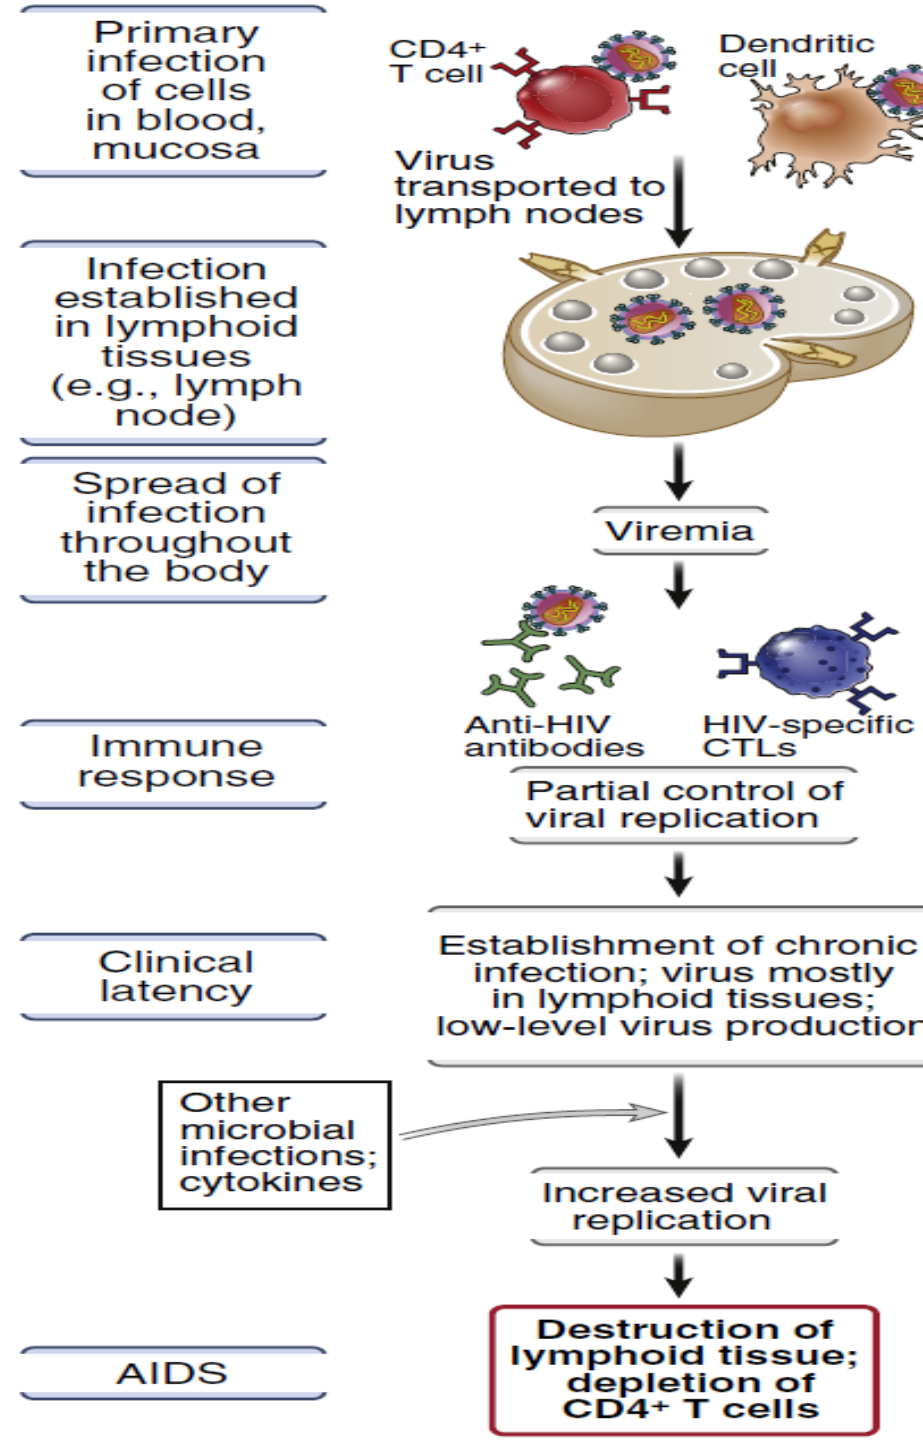 Primary
infection
of cells
in blood,
mucosa
CD4+
T cell
Dendritic
cell
Virus
transported to
lymph nodes
Infection
established
in lymphoid
tissues
(e.g., lymph
node)
Spread of
infection
throughout
the body
Viremia
Anti-HIV
antibodies
HIV-specific
CTLs
Immune
response
Partial control of
viral replication
Clinical
latency
Establishment of chronic
infection; virus mostly
in lymphoid tissues;
low-level virus production
Other
microbial
infections;
cytokines
Increased viral
replication
AIDS
Destruction of
lymphoid tissue;
depletion of
CD4+ T cells